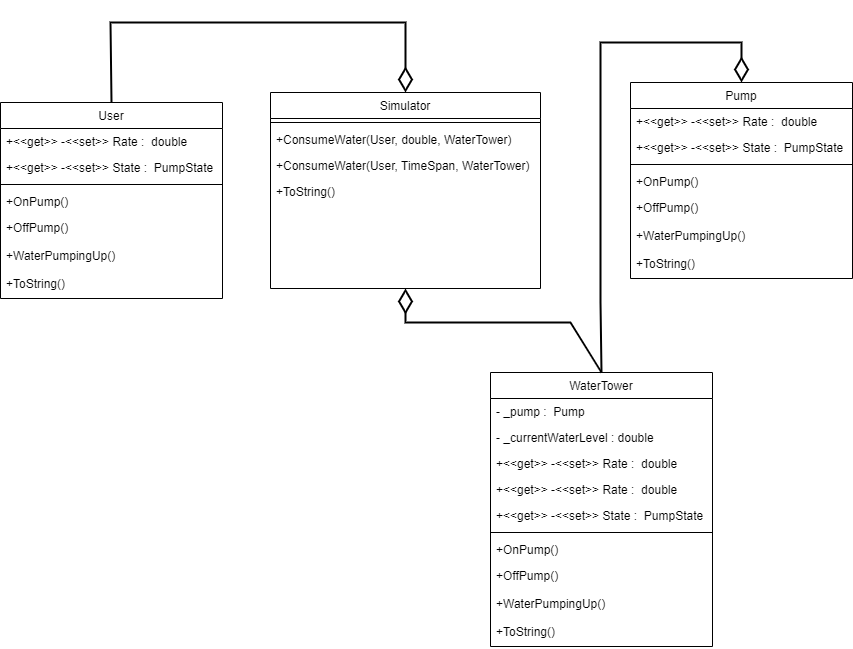 User
+<<get>> -<<set>> Rate :  double
+<<get>> -<<set>> State :  PumpState
+OnPump()
+OffPump()
+WaterPumpingUp()
+ToString()
Simulator
+ConsumeWater(User, double, WaterTower)
+ConsumeWater(User, TimeSpan, WaterTower)
+ToString()
Pump
+<<get>> -<<set>> Rate :  double
+<<get>> -<<set>> State :  PumpState
+OnPump()
+OffPump()
+WaterPumpingUp()
+ToString()
WaterTower
- _pump :  Pump
- _currentWaterLevel : double
+<<get>> -<<set>> Rate :  double
+<<get>> -<<set>> Rate :  double
+<<get>> -<<set>> State :  PumpState
+OnPump()
+OffPump()
+WaterPumpingUp()
+ToString()